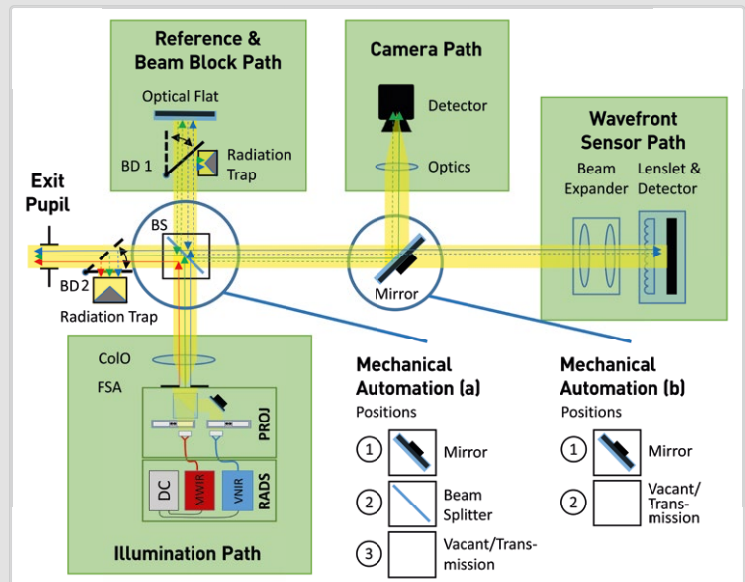 Reference &
Beam Block Path
Optical Flat
BD 1
Radiation
Trap
Camera Path
Detector
Optics
Wavefront
Sensor Path
Beam
Expander
Lenslet &
Detector
Exit
Pupil
BS
BD 2
Radiation Trap
Mirror
ColO
FSA
PROJ
RADS
DC
MWIR
VNIR
Illumination Path
Mechanical
Automation (a)
Positions
1 Mirror
2 Beam
Splitter
3 Vacant/Trans-
mission
Mechanical
Automation (b)
Positions
1 Mirror
2 Vacant/
Trans-
mission